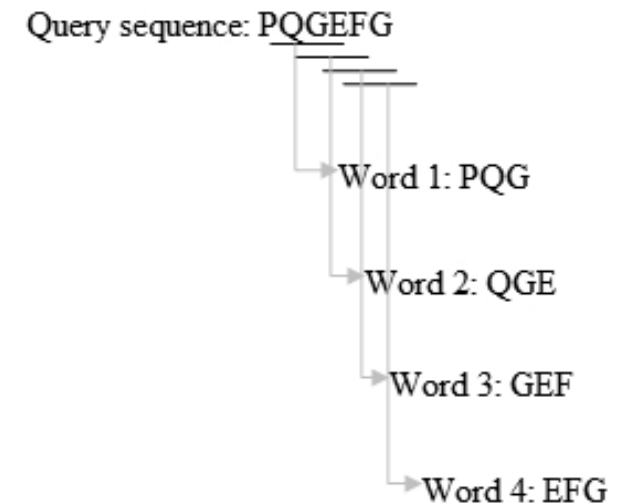 Query sequence: PQGEFG
Word 1: PQG
Word 2: QGE
Word 3: GEF
Word 4: EFG